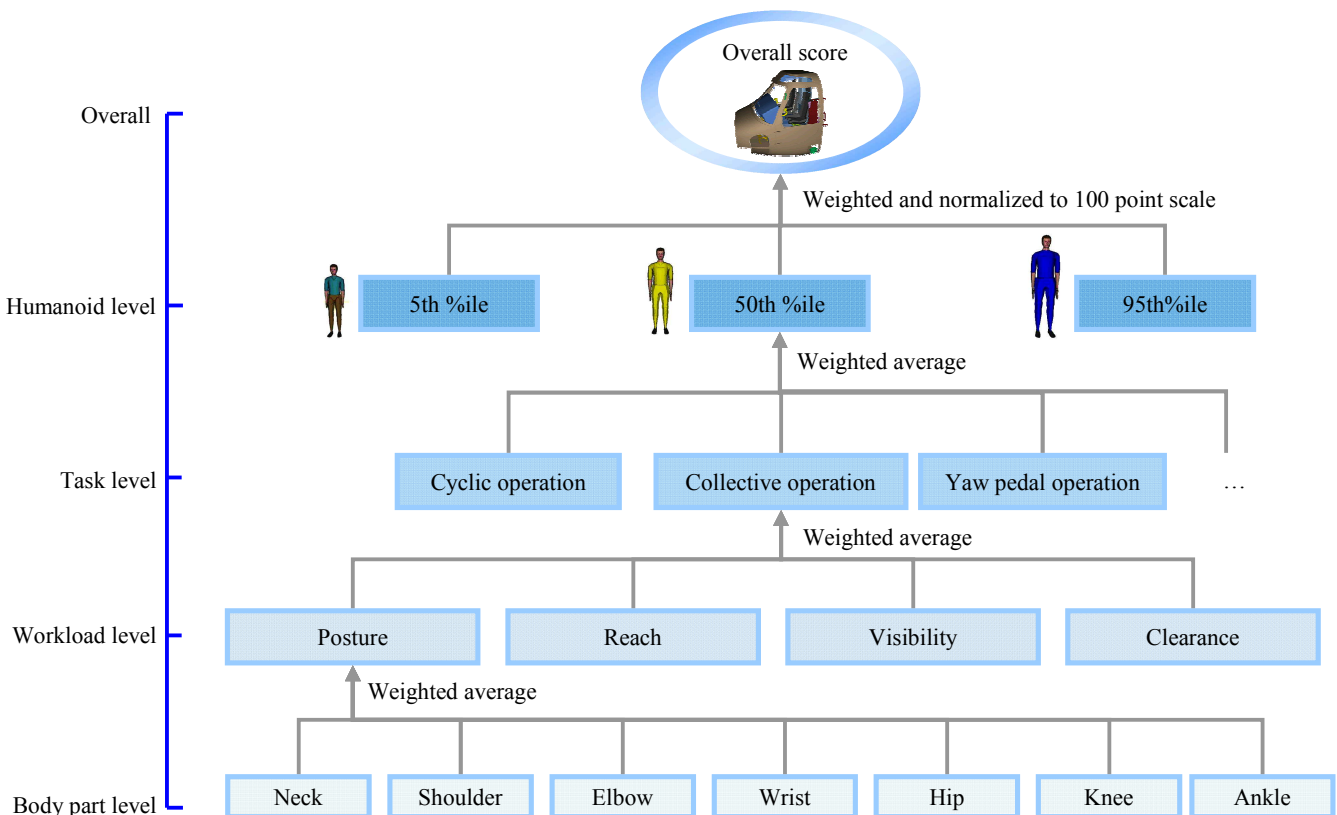 Overall score
Overall
Weighted and normalized to 100 point scale
Humanoid level
5th %ile
50th %ile
95th%ile
Weighted average
Task level
Cyclic operation
Collective operation
Yaw pedal operation
…
Weighted average
Workload level
Posture
Reach
Visibility
Clearance
Weighted average
Body part level
Neck
Shoulder
Elbow
Wrist
Hip
Knee
Ankle